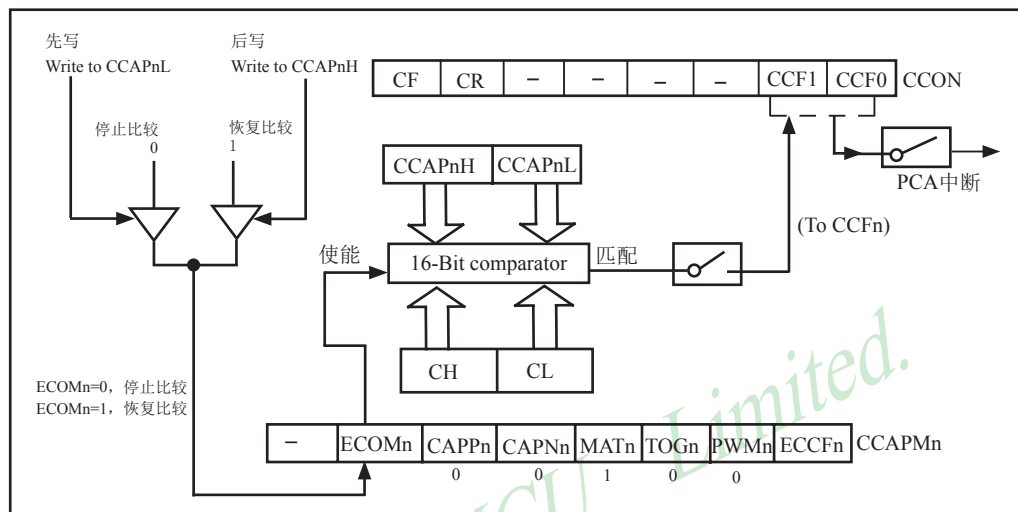 先写
Write to CCAPnL
后写
Write to CCAPnH
停止比较
0
恢复比较
1
CF CR – – – – CCF1 CCF0 CCON
PCA中断
CCAPnH CCAPnL
(To CCFn)
使能
16-Bit comparator
匹配
CH CL
ECOMn=0，停止比较
ECOMn=1，恢复比较
– ECOMn CAPPn CAPNn MATn TOGn PWMn ECCFn CCAPMn
0 0 1 0 0
MCU Limited.